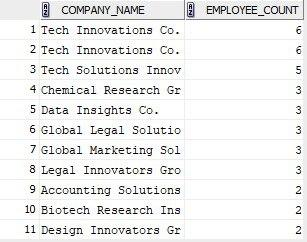 COMPANY_NAME EMPLOYEE_COUNT
1 Tech Innovations Co. 6
2 Tech Innovations Co. 6
3 Tech Solutions Innov 5
4 Chemical Research Gr 3
5 Data Insights Co. 3
6 Global Legal Solutio 3
7 Global Marketing Sol 3
8 Legal Innovators Gro 3
9 Accounting Solutions 2
10 Biotech Research Ins 2
11 Design Innovators Gr 2